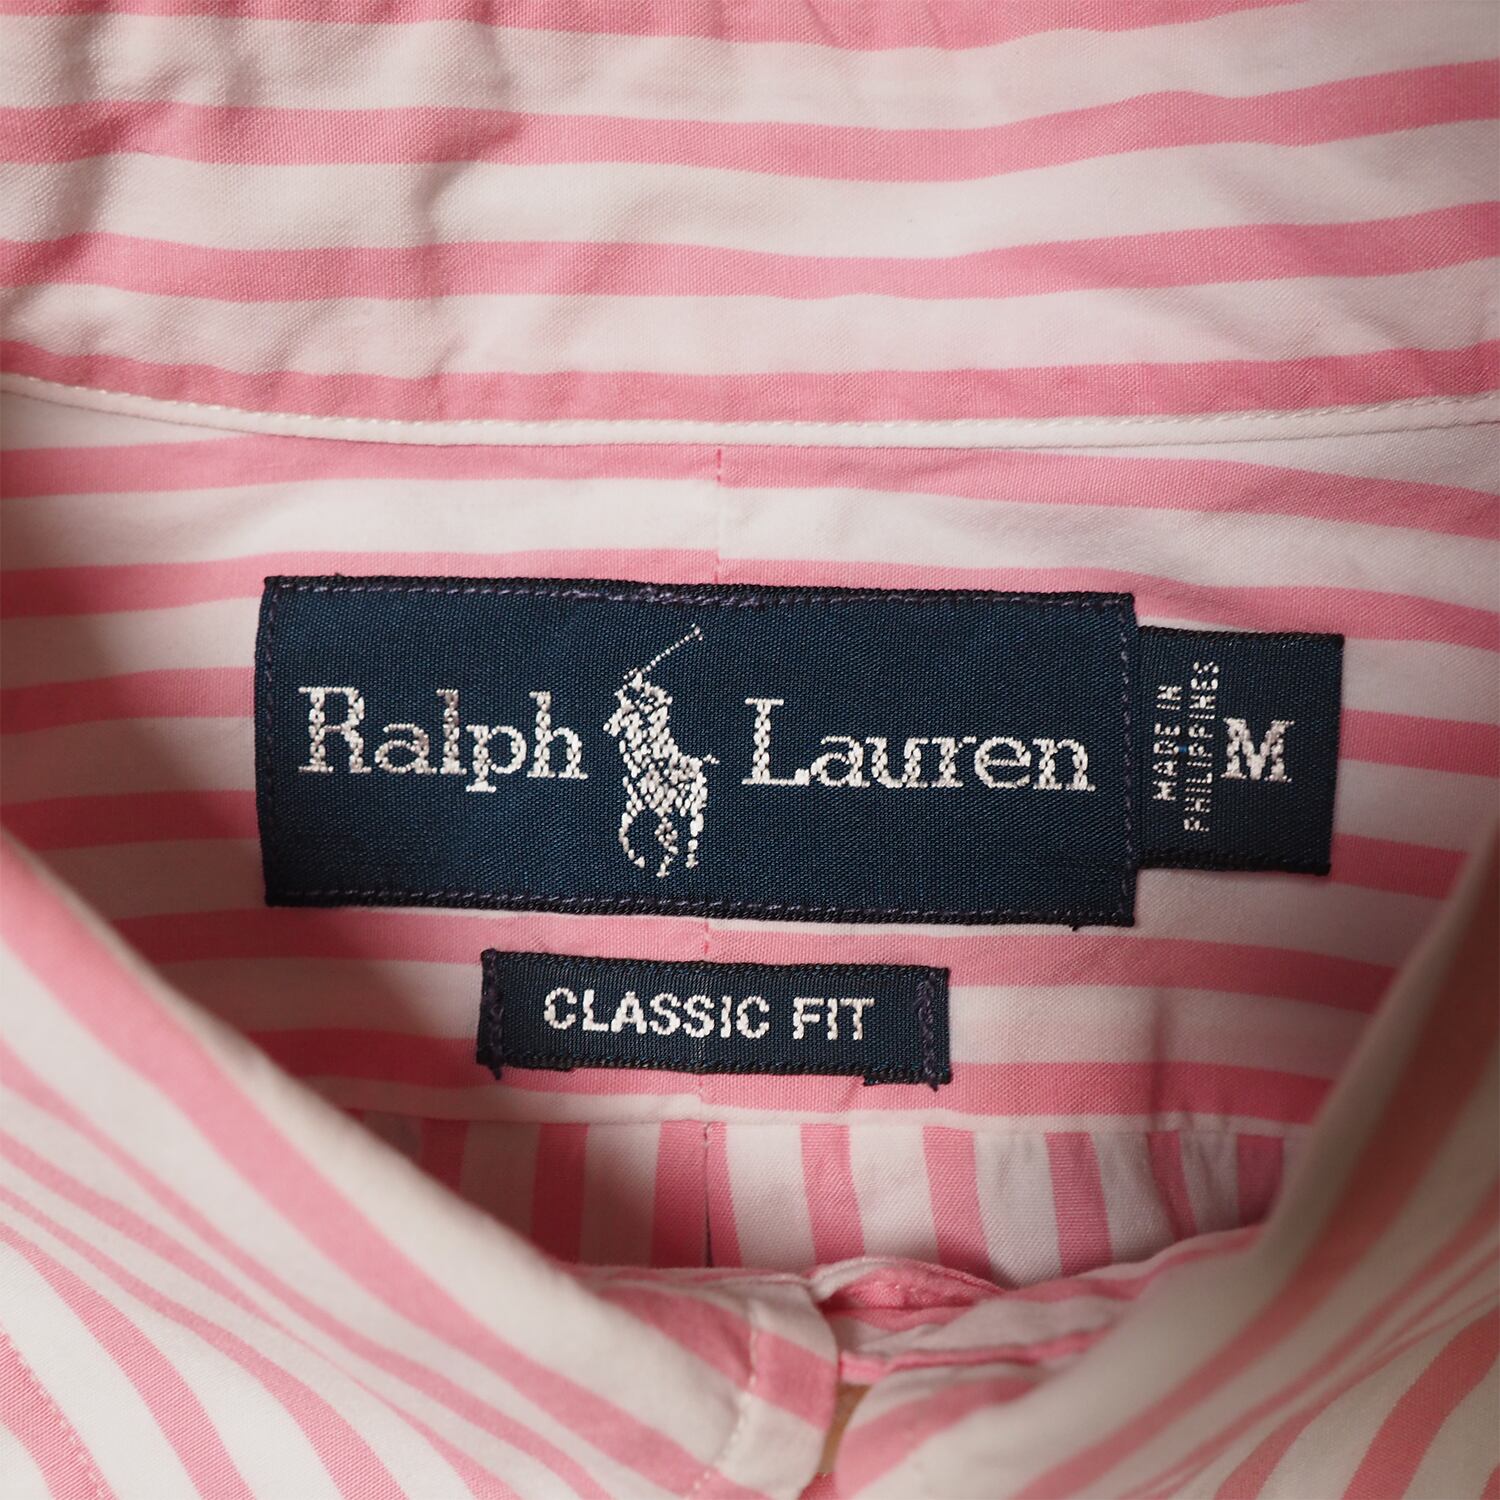 Ralph Lauren
MADE IN
PHILIPPINES
M
CLASSIC FIT